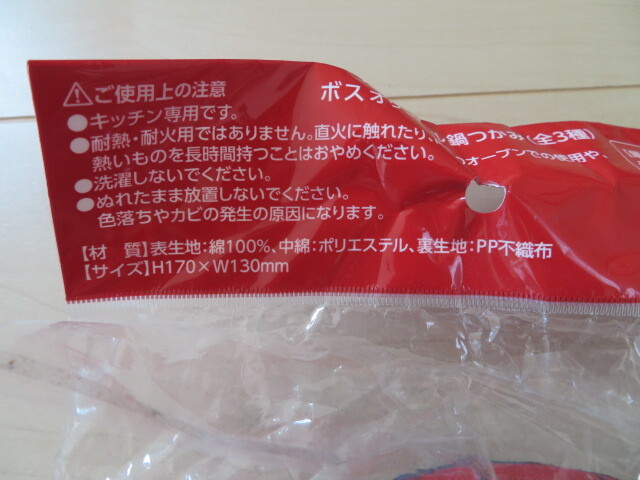 ⚠ご使用上の注意
●キッチン専用です。
●耐熱・耐火用ではありません。直火に触れたり、
熱いものを長時間持つことはおやめください。
●洗濯しないでください。
●ぬれたまま放置しないでください。
色落ちやカビの発生の原因になります。
【材 質】表生地:綿100%、中綿:ポリエステル、裏生地:PP不織布
【サイズ】H170×W130mm
ボスオ
鍋つかみ(全3種)
オーブンでの使用や